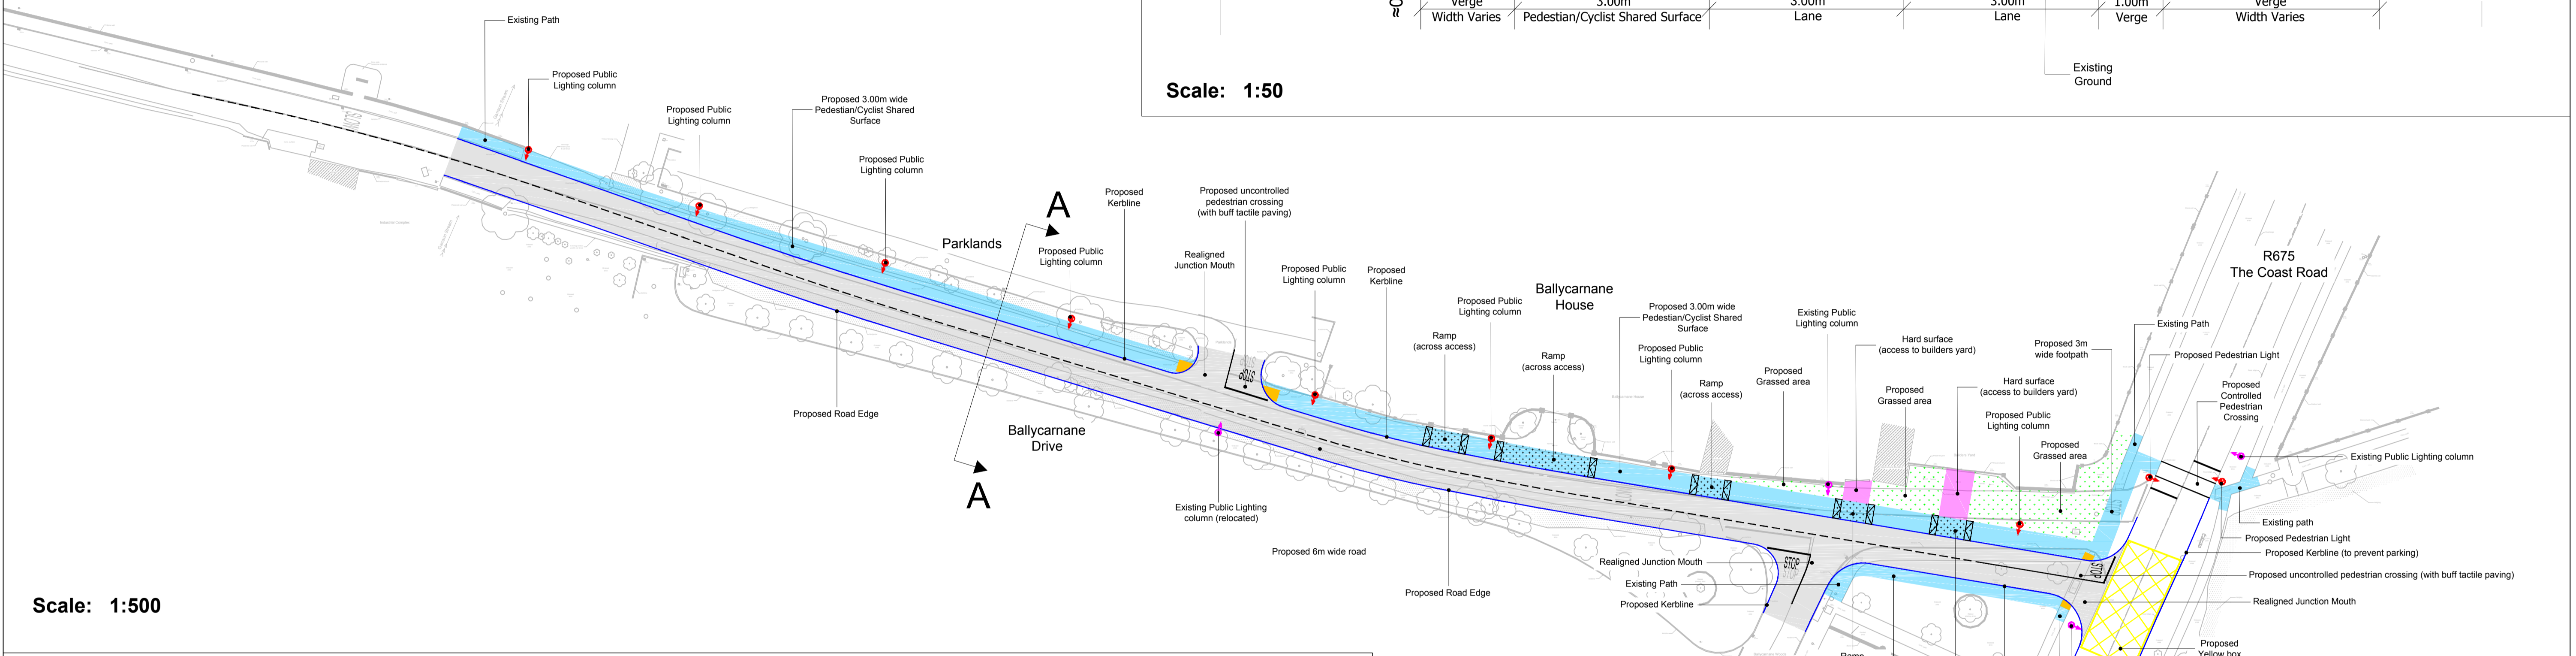 Verge
3.00m
3.00m
3.00m
1.00m
Verge
Width Varies
Pedestian/Cyclist Shared Surface
Lane
Lane
Verge
Width Varies
Existing
Ground
Scale: 1:50
Existing Path
Proposed Public
Lighting column
Proposed Public
Lighting column
Proposed 3.00m wide
Pedestian/Cyclist Shared
Surface
Proposed Public
Lighting column
Parklands
A
Proposed Public
Lighting column
Proposed
Kerbline
Proposed uncontrolled
pedestrian crossing
(with buff tactile paving)
Realigned
Junction Mouth
Proposed Public
Lighting column
Proposed
Kerbline
STOP
Proposed Public
Lighting column
Ramp
(across access)
Ballycarnane
House
Ramp
(across access)
Proposed 3.00m wide
Pedestian/Cyclist Shared
Surface
Proposed Public
Lighting column
Ramp
(across access)
Proposed
Grassed area
Existing Public
Lighting column
Hard surface
(access to builders yard)
Proposed
Grassed area
Hard surface
(access to builders yard)
Proposed Public
Lighting column
Proposed
Grassed area
Proposed 3m
wide footpath
R675
The Coast Road
Existing Path
Proposed Pedestrian Light
Proposed
Controlled
Pedestrian
Crossing
Existing Public Lighting column
Existing path
Proposed Pedestrian Light
Proposed Kerbline (to prevent parking)
Proposed uncontrolled pedestrian crossing (with buff tactile paving)
Realigned Junction Mouth
Proposed
Yellow box
STOP
Proposed Road Edge
Ballycarnane
Drive
A
Existing Public Lighting
column (relocated)
Proposed 6m wide road
Proposed Road Edge
Realigned Junction Mouth
STOP
Existing Path
Proposed Kerbline
Ramp
Scale: 1:500